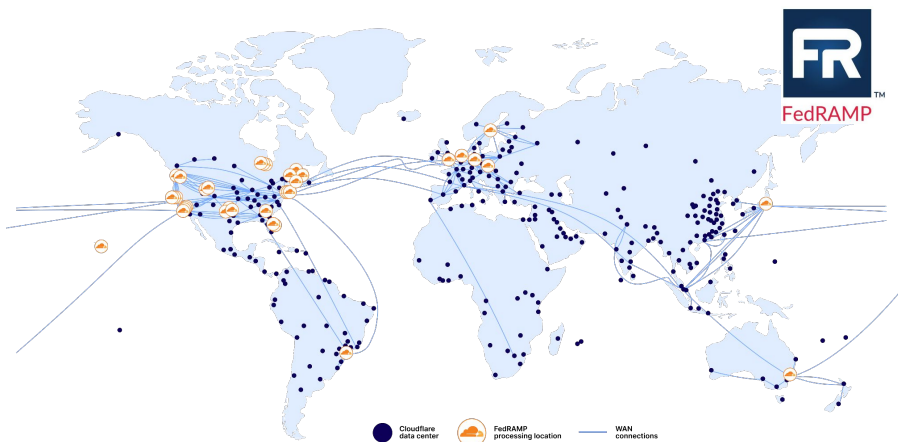 FR
TM
FedRAMP
Cloudflare
data center
FedRAMP
processing location
WAN
connections